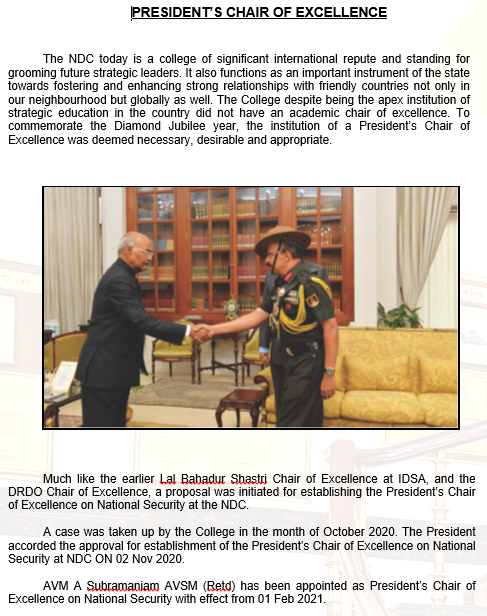 PRESIDENT'S CHAIR OF EXCELLENCE
The NDC today is a college of significant international repute and standing for
grooming future strategic leaders. It also functions as an important instrument of the state
towards fostering and enhancing strong relationships with friendly countries not only in
our neighbourhood but globally as well. The College despite being the apex institution of
strategic education in the country did not have an academic chair of excellence. To
commemorate the Diamond Jubilee year, the institution of a President's Chair of
Excellence was deemed necessary, desirable and appropriate.
Much like the earlier Lal Bahadur Shastri Chair of Excellence at IDSA, and the
DRDO Chair of Excellence, a proposal was initiated for establishing the President's Chair
of Excellence on National Security at the NDC.
A case was taken up by the College in the month of October 2020. The President
accorded the approval for establishment of the President's Chair of Excellence on National
Security at NDC ON 02 Nov 2020.
AVM A Subramaniam AVSM (Retd) has been appointed as President's Chair of
Excellence on National Security with effect from 01 Feb 2021.